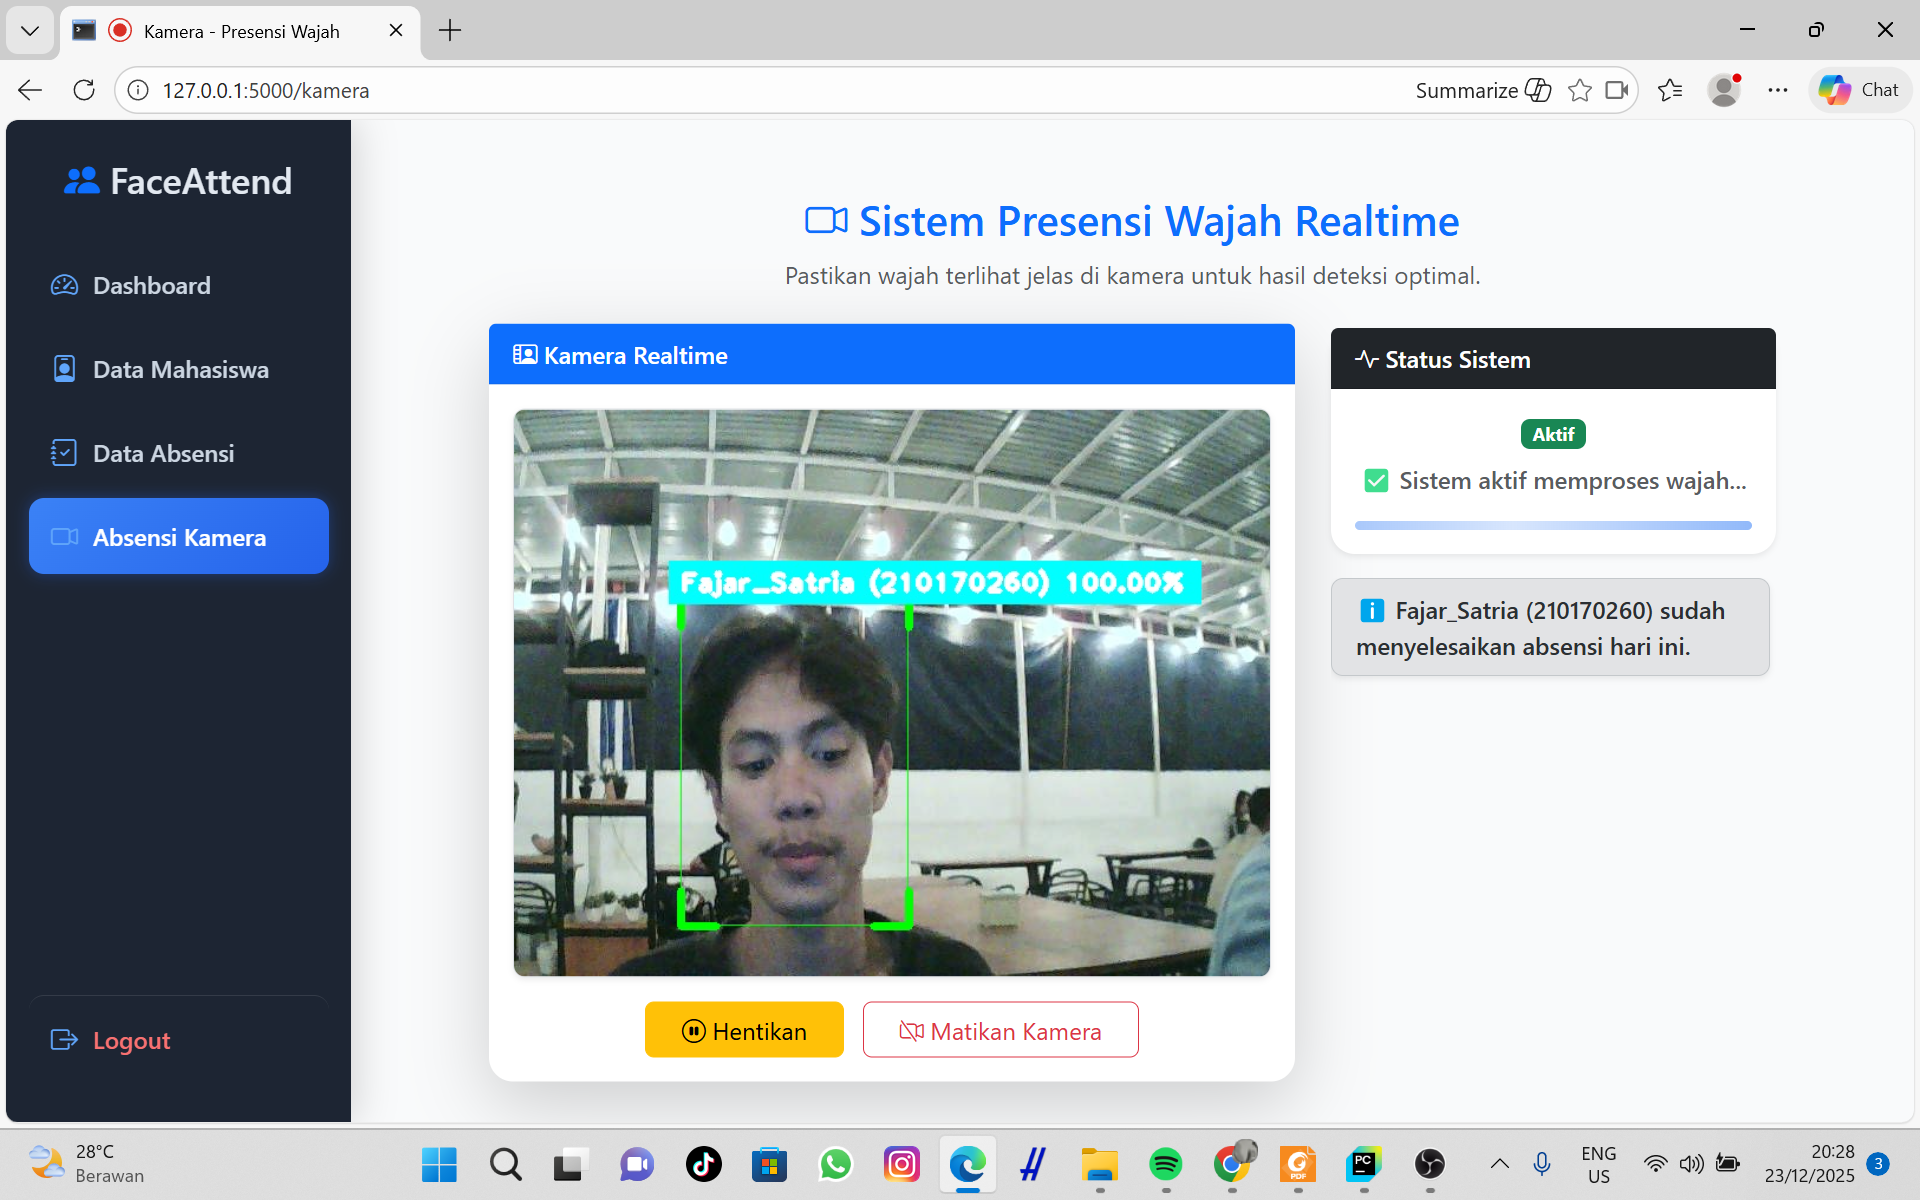 Kamera - Presensi Wajah
127.0.0.1:5000/kamera
Summarize
Chat
FaceAttend
Dashboard
Data Mahasiswa
Data Absensi
Absensi Kamera
Logout
Sistem Presensi Wajah Realtime
Pastikan wajah terlihat jelas di kamera untuk hasil deteksi optimal.
Kamera Realtime
Fajar_Satria (210170260) 100.00%
Hentikan
Matikan Kamera
Status Sistem
Aktif
Sistem aktif memproses wajah...
Fajar_Satria (210170260) sudah
menyelesaikan absensi hari ini.
28°C
Berawan
PDF
PC
ENG
US
20:28
23/12/2025
3